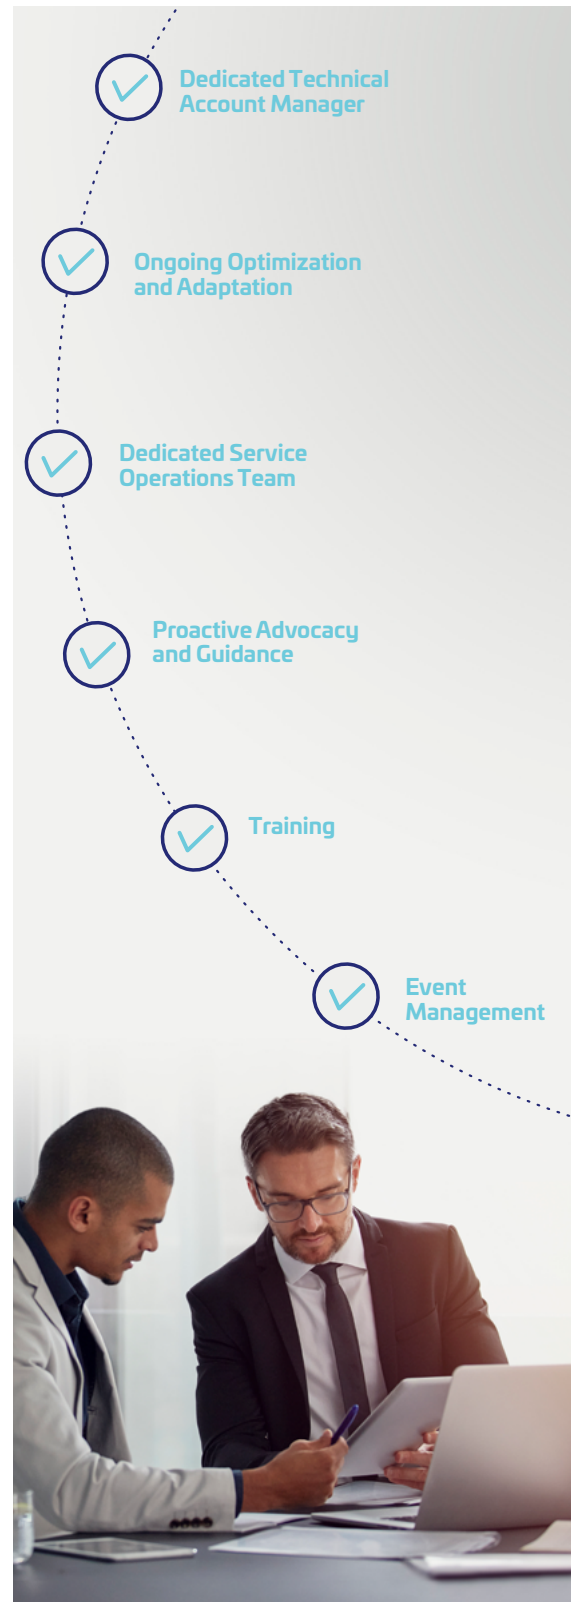 Dedicated Technical
Account Manager
Ongoing Optimization
and Adaptation
Dedicated Service
Operations Team
Proactive Advocacy
and Guidance
Training
Event
Management